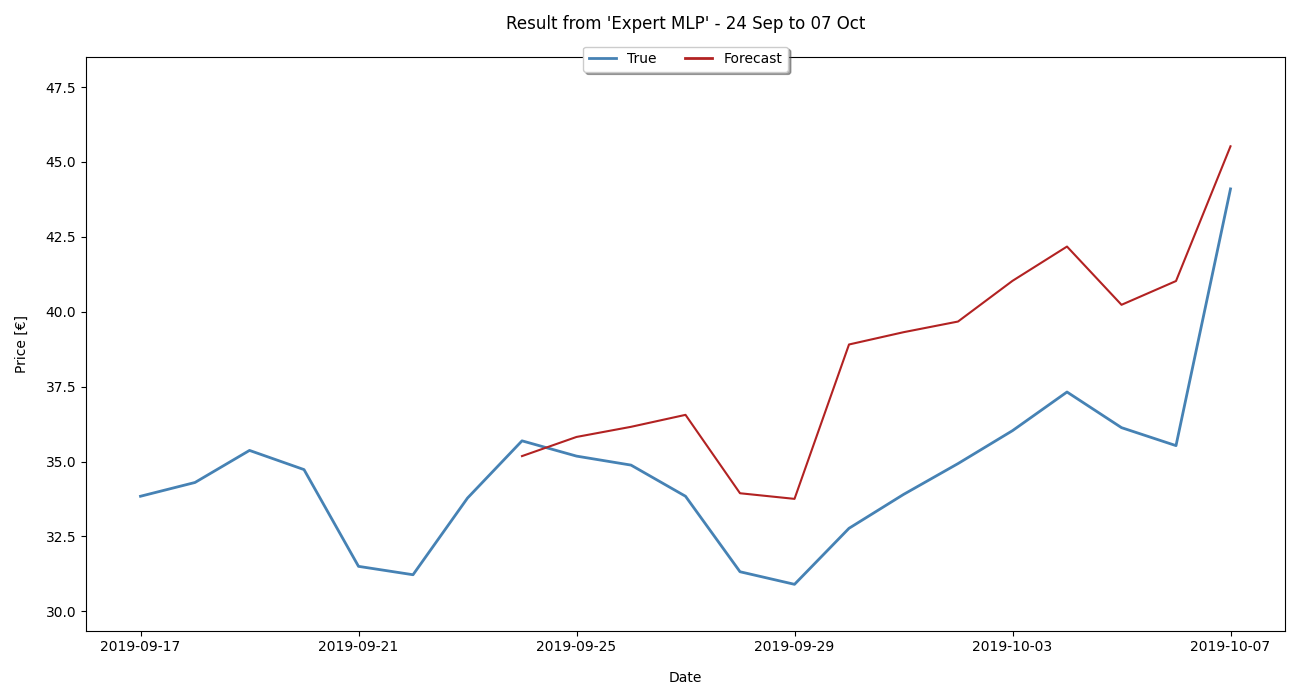 Result from 'Expert MLP' - 24 Sep to 07 Oct
True Forecast
47.5
45.0
42.5
40.0
37.5
35.0
32.5
30.0
Price [€]
2019-09-17 2019-09-21 2019-09-25 2019-09-29 2019-10-03 2019-10-07
Date